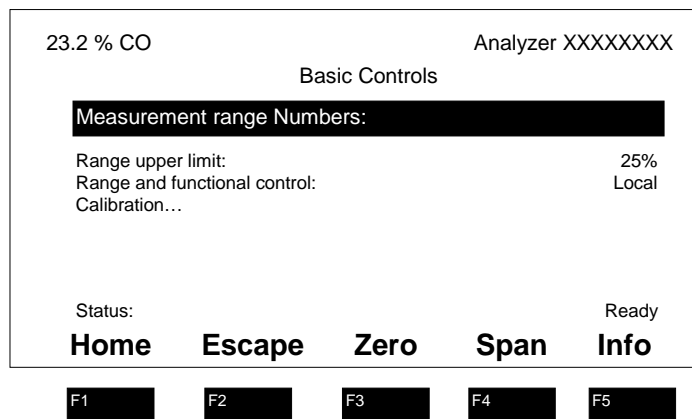 23.2 % CO Analyzer XXXXXXXX
Basic Controls
Measurement range Numbers:
Range upper limit: 25%
Range and functional control: Local
Calibration…
Status: Ready
Home Escape Zero Span Info
F1 F2 F3 F4 F5